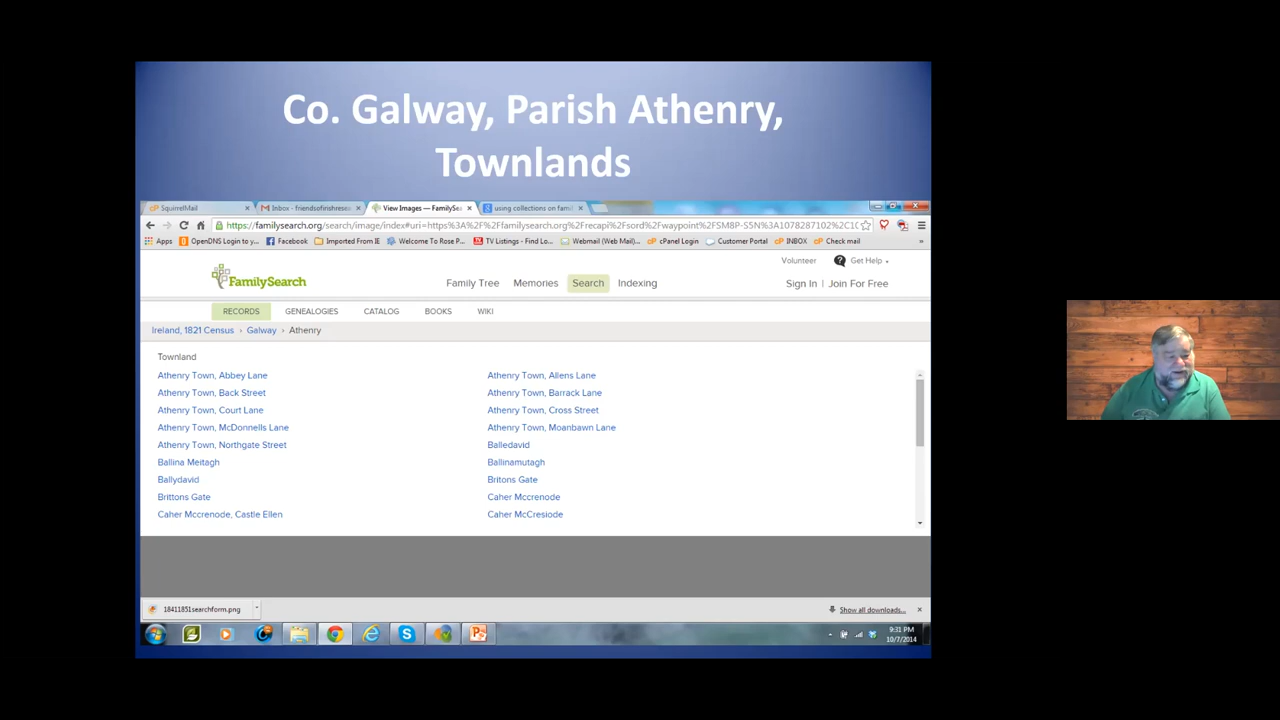 Co. Galway, Parish Athenry,
Townlands
SquirrelMail
Inbox - friendsofirishresea
View Images — FamilySea
using collections on famil
https://familysearch.org/search/image/index#uri=https%3A%2F%2Ffamilysearch.org%2Frecapi%2Fsord%2Fwaypoint%2FSM8P-S5N%3A1078287102%2C1C
Apps
OpenDNS Login to y...
Facebook
Imported From IE
Welcome To Rose P...
TV Listings - Find Lo...
Webmail (Web Mail)...
cPanel Login
Customer Portal
INBOX
Check mail
Volunteer
Get Help
FamilySearch
Family Tree
Memories
Search
Indexing
Sign In | Join For Free
RECORDS
GENEALOGIES
CATALOG
BOOKS
WIKI
Ireland, 1821 Census › Galway › Athenry
Townland
Athenry Town, Abbey Lane
Athenry Town, Allens Lane
Athenry Town, Back Street
Athenry Town, Barrack Lane
Athenry Town, Court Lane
Athenry Town, Cross Street
Athenry Town, McDonnells Lane
Athenry Town, Moanbawn Lane
Athenry Town, Northgate Street
Balledavid
Ballina Meitagh
Ballinamutagh
Ballydavid
Britons Gate
Brittons Gate
Caher Mccrenode
Caher Mccrenode, Castle Ellen
Caher McCresiode
18411851searchform.png
Show all downloads...
9:31 PM
10/7/2014